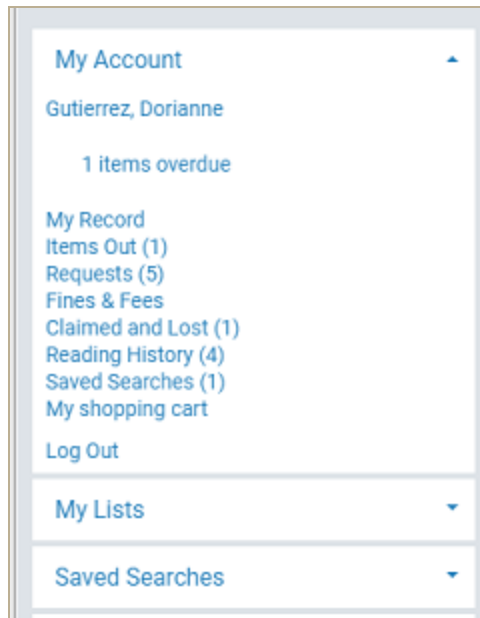 My Account
Gutierrez, Dorianne
1 items overdue
My Record
Items Out (1)
Requests (5)
Fines & Fees
Claimed and Lost (1)
Reading History (4)
Saved Searches (1)
My shopping cart
Log Out
My Lists
Saved Searches